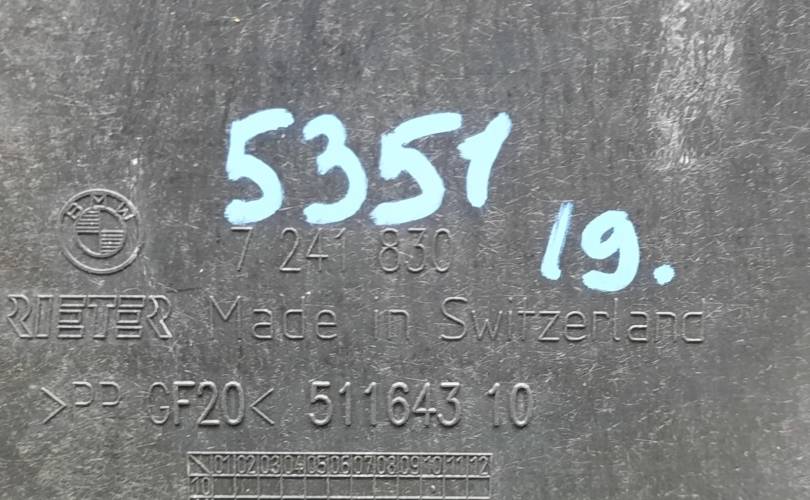 5351
19.
BMW
7 241 830
RIETER Made in Switzerland
>PP GF20< 511643 10
01 02 03 04 05 06 07 08 09 10 11 12
10